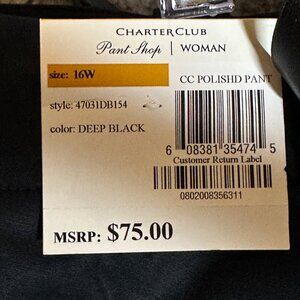 CHARTER CLUB
Pant Shop | WOMAN
size: 16W
CC POLISHD PANT
style: 47031DB154
color: DEEP BLACK
6 08381 35474 5
Customer Return Label
0802008356311
MSRP: $75.00